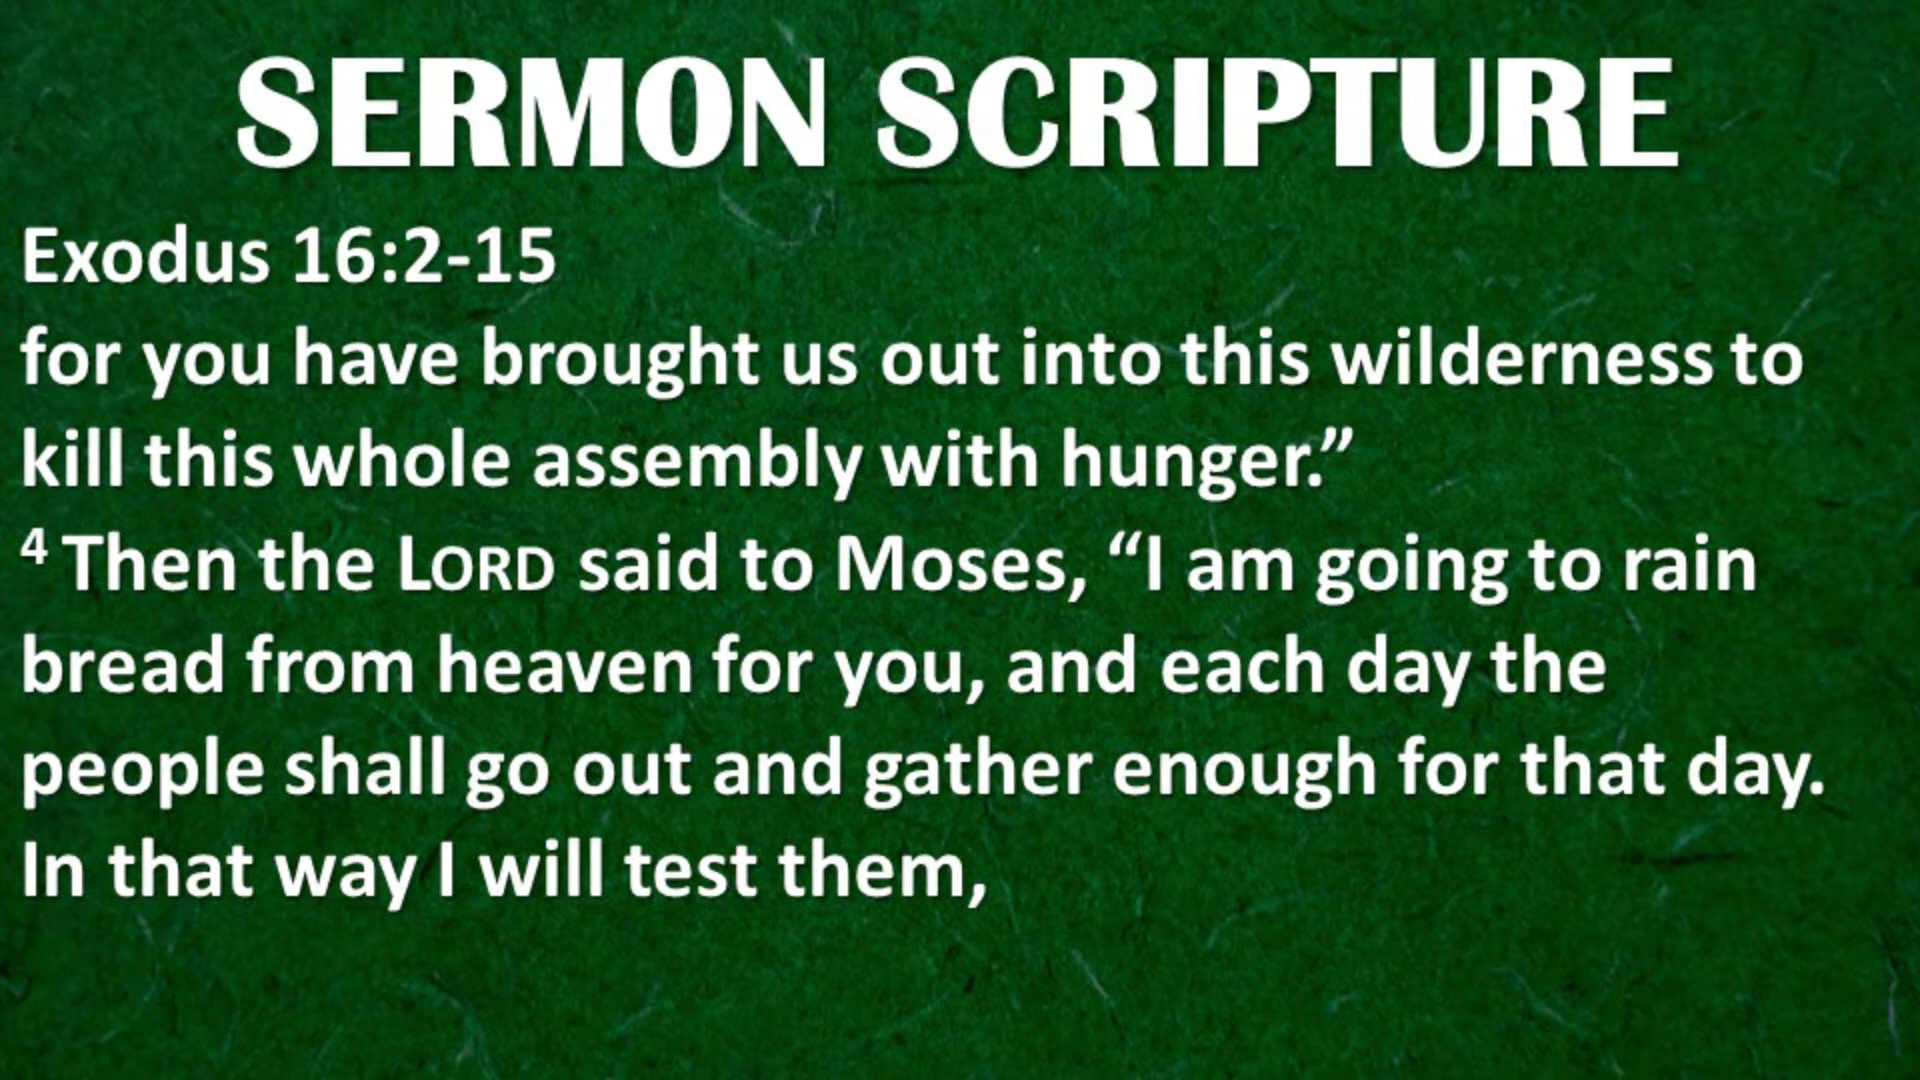 SERMON SCRIPTURE
Exodus 16:2-15
for you have brought us out into this wilderness to
kill this whole assembly with hunger.”
⁴ Then the LORD said to Moses, “I am going to rain
bread from heaven for you, and each day the
people shall go out and gather enough for that day.
In that way I will test them,